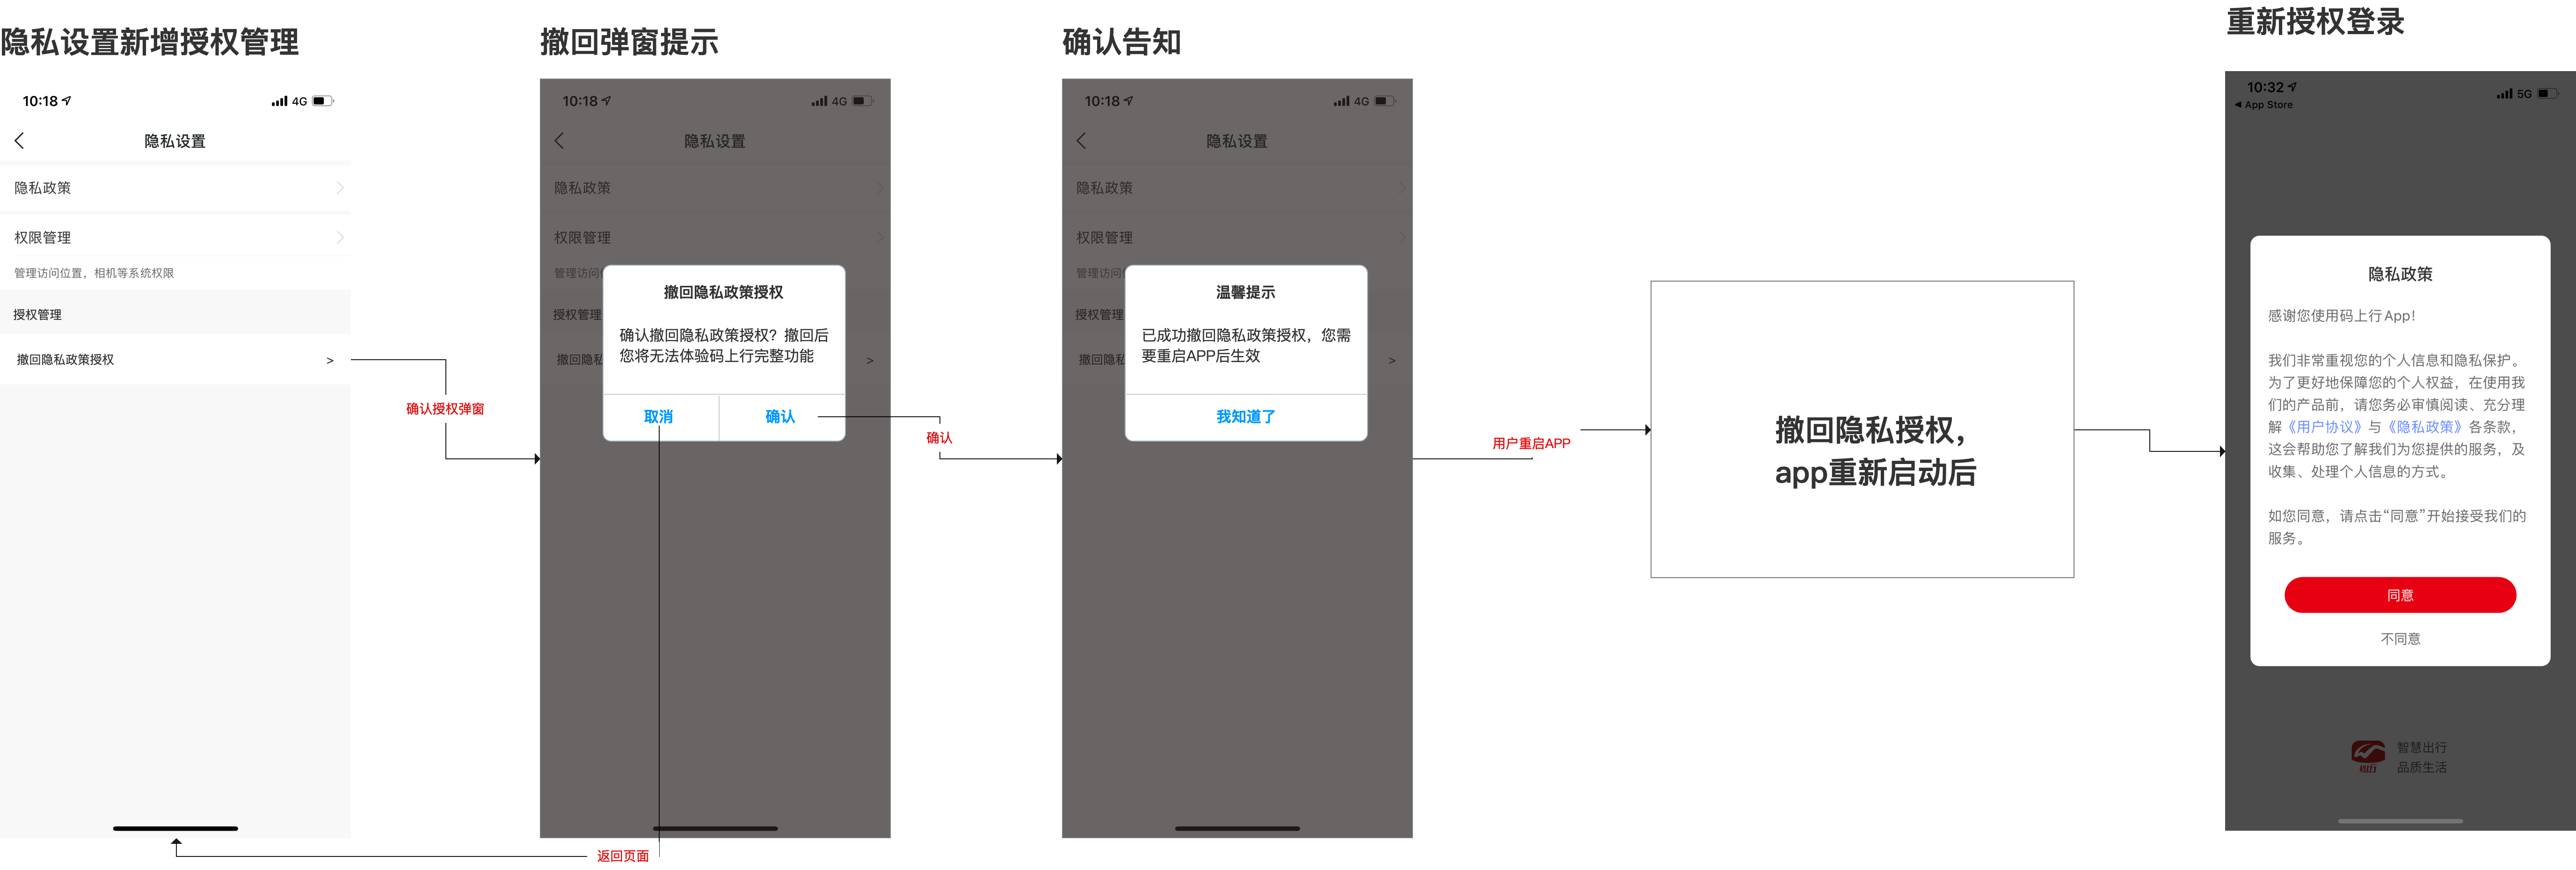 隐私设置新增授权管理
10:18
4G
隐私设置
隐私政策
权限管理
管理访问位置，相机等系统权限
授权管理
撤回隐私政策授权
>
确认授权弹窗
撤回弹窗提示
10:18
4G
隐私设置
隐私政策
权限管理
管理访问
授权管理
撤回隐私
>
撤回隐私政策授权
确认撤回隐私政策授权？撤回后
您将无法体验码上行完整功能
取消
确认
返回页面
确认
确认告知
10:18
4G
隐私设置
隐私政策
权限管理
管理访问
授权管理
撤回隐私
>
温馨提示
已成功撤回隐私政策授权，您需
要重启APP后生效
我知道了
用户重启APP
撤回隐私授权，
app重新启动后
重新授权登录
10:32
App Store
5G
隐私政策
感谢您使用码上行App！
我们非常重视您的个人信息和隐私保护。
为了更好地保障您的个人权益，在使用我
们的产品前，请您务必审慎阅读、充分理
解《用户协议》与《隐私政策》各条款，
这会帮助您了解我们为您提供的服务，及
收集、处理个人信息的方式。
如您同意，请点击“同意”开始接受我们的
服务。
同意
不同意
智慧出行
品质生活